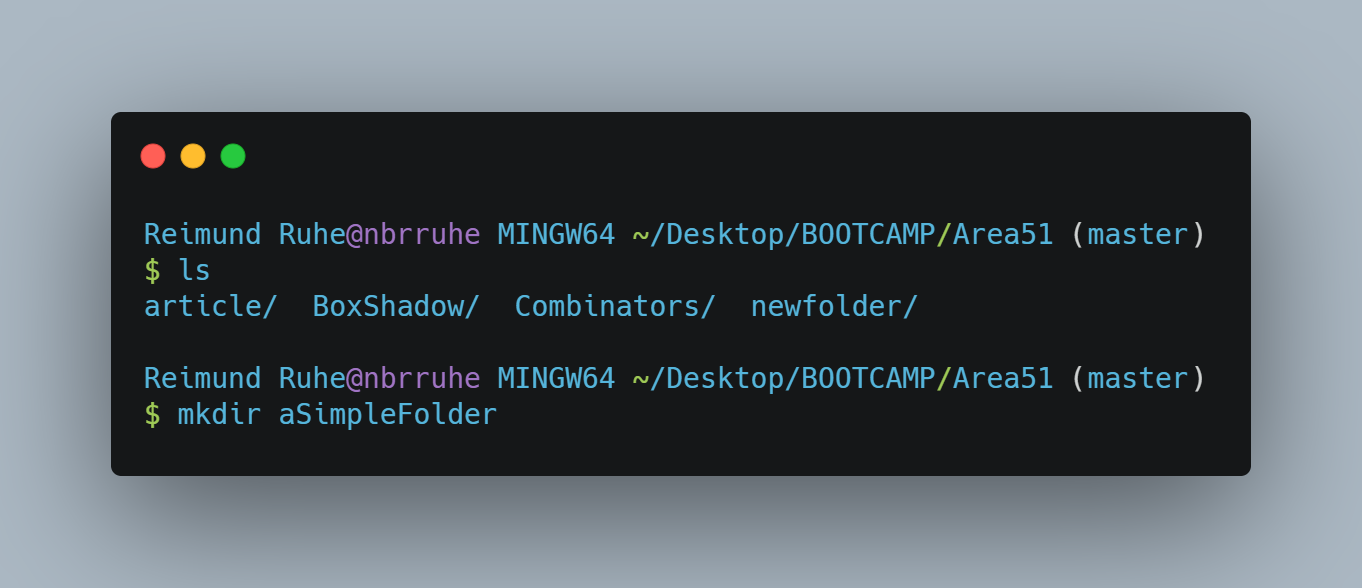 Reimund Ruhe@nbrruhe MINGW64 ~/Desktop/BOOTCAMP/Area51 (master)
$ ls
article/  BoxShadow/  Combinators/  newfolder/
Reimund Ruhe@nbrruhe MINGW64 ~/Desktop/BOOTCAMP/Area51 (master)
$ mkdir aSimpleFolder